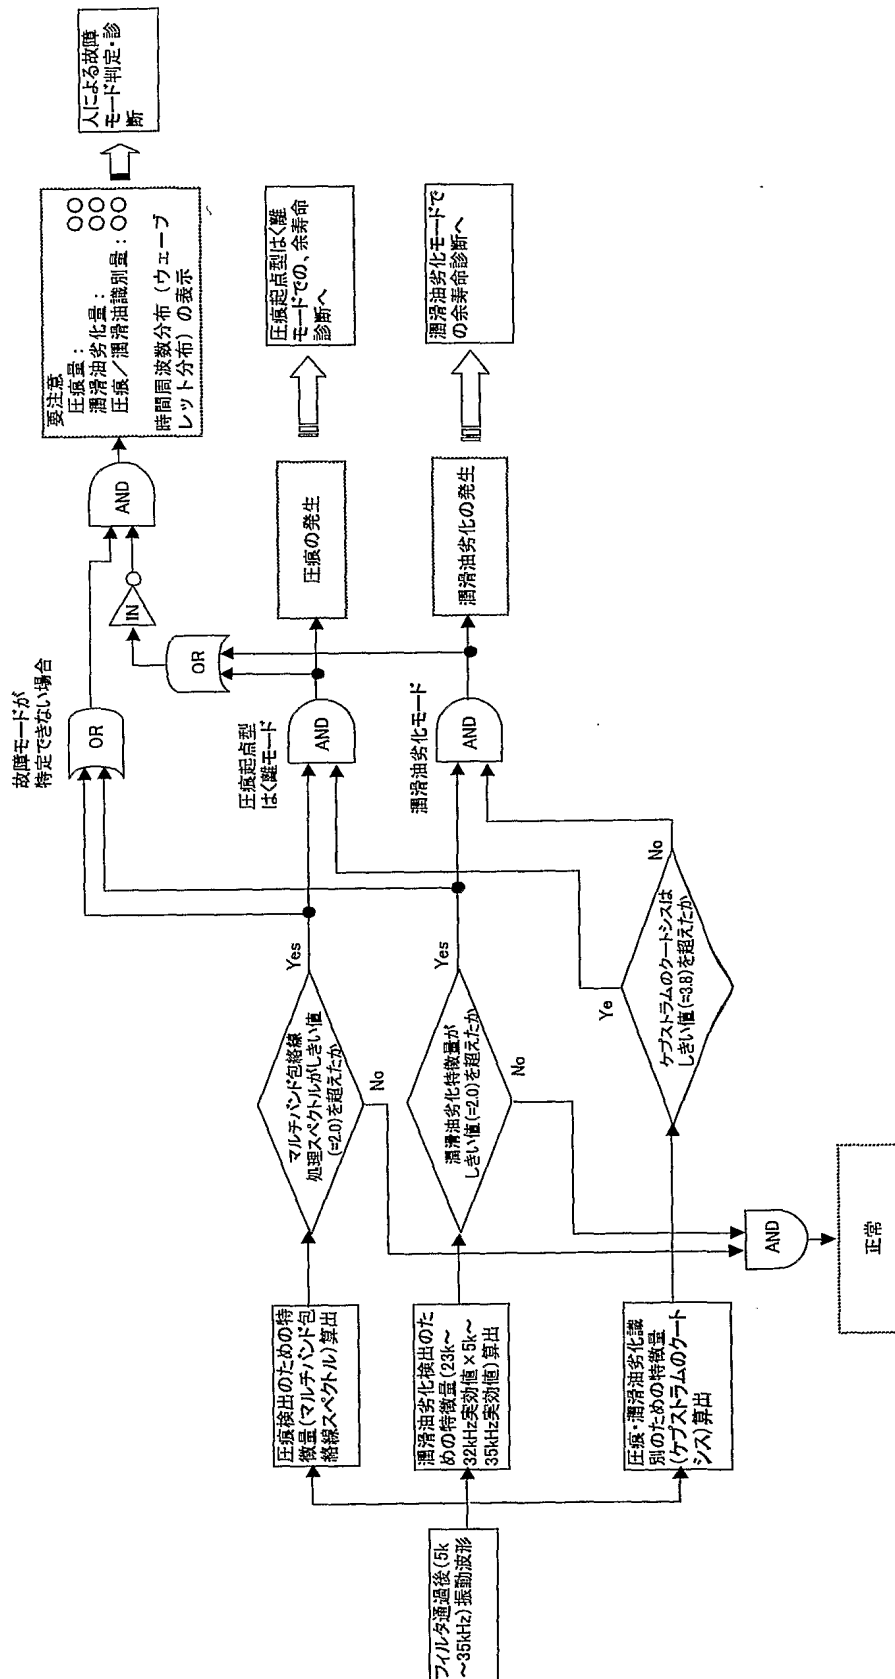 フィルタ通過後(5k
～35kHz)振動波形
圧痕検出のための特
徴量(マルチバンド包
絡線スペクトル)算出
潤滑油劣化検出のた
めの特徴量(23k～
32kHz実効値×5k～
35kHz実効値)算出
圧痕・潤滑油劣化識
別のための特徴量
(ケプストラムのクート
シス)算出
マルチバンド包絡線
処理スペクトルがしきい値
(=2.0)を超えたか
Yes
No
潤滑油劣化特徴量が
しきい値(=2.0)を超えたか
Yes
No
ケプストラムのクートシスは
しきい値(=3.8)を超えたか
Ye
No
AND
正常
故障モードが
特定できない場合
OR
圧痕起点型
はく離モード
AND
潤滑油劣化モード
AND
OR
IN
AND
圧痕の発生
潤滑油劣化の発生
要注意
圧痕量: ○○
潤滑油劣化量: ○○
圧痕／潤滑油識別量: ○○
時間周波数分布(ウェーブ
レット分布)の表示
人による故障
モード判定・診
断
圧痕起点型はく離
モードでの、余寿命
診断へ
潤滑油劣化モードで
の余寿命診断へ